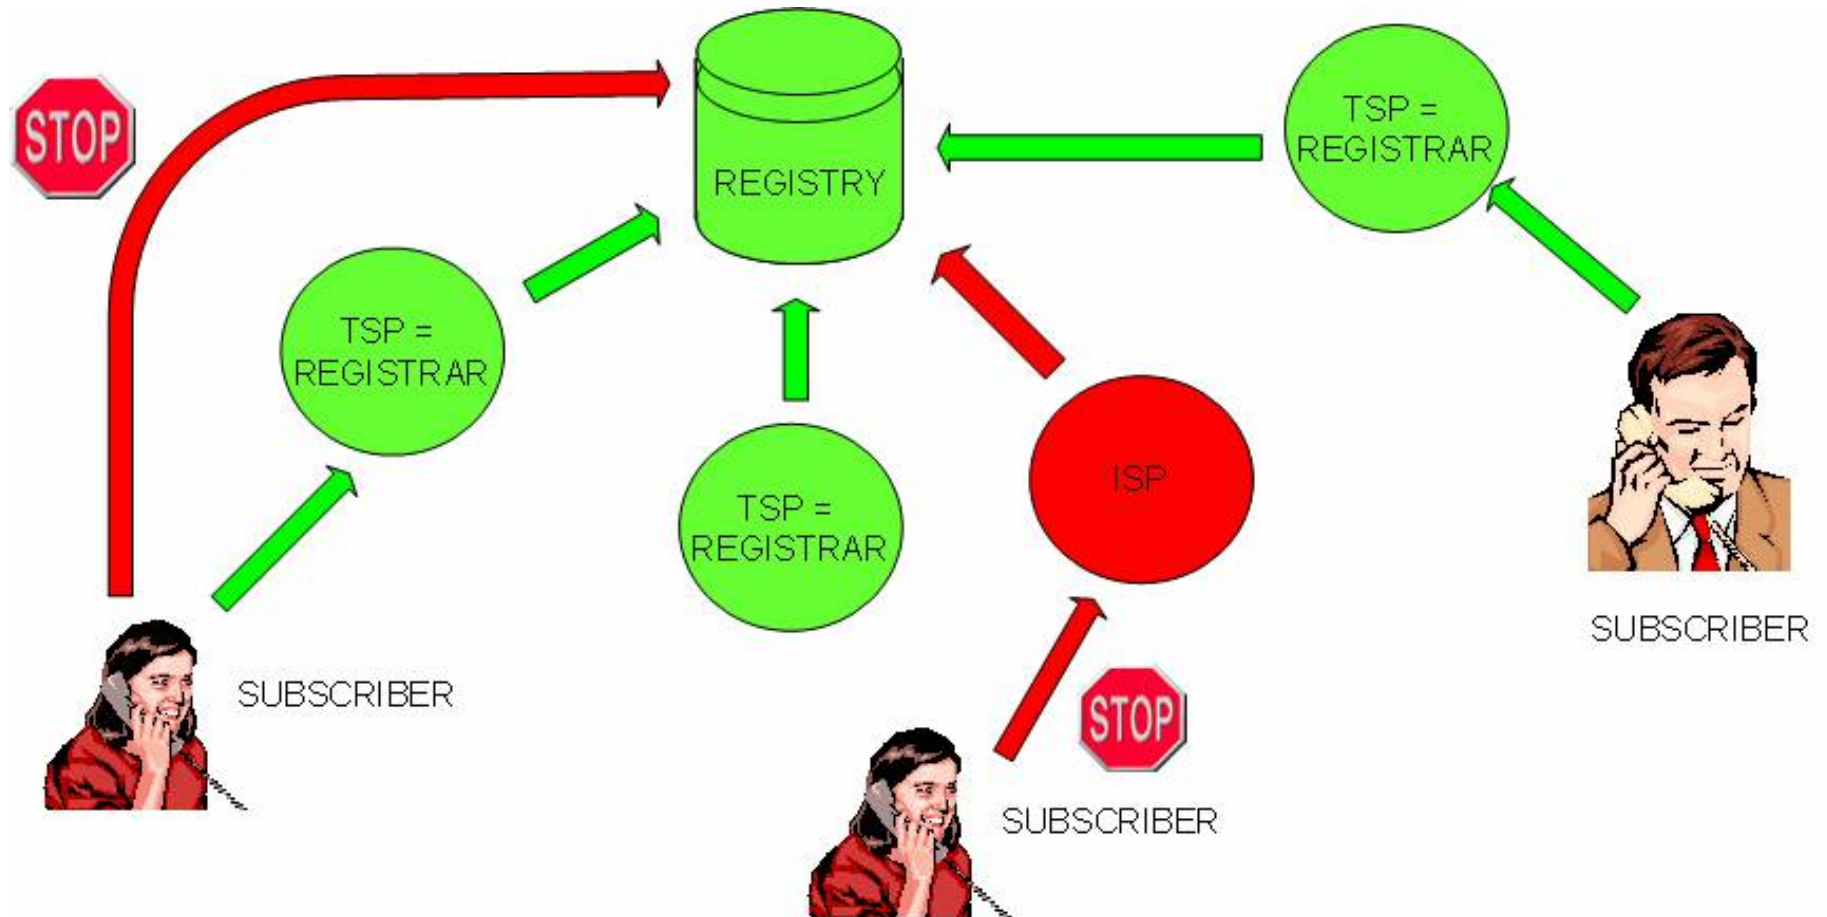 STOP
REGISTRY
TSP =
REGISTRAR
TSP =
REGISTRAR
TSP =
REGISTRAR
ISP
SUBSCRIBER
SUBSCRIBER
STOP
SUBSCRIBER